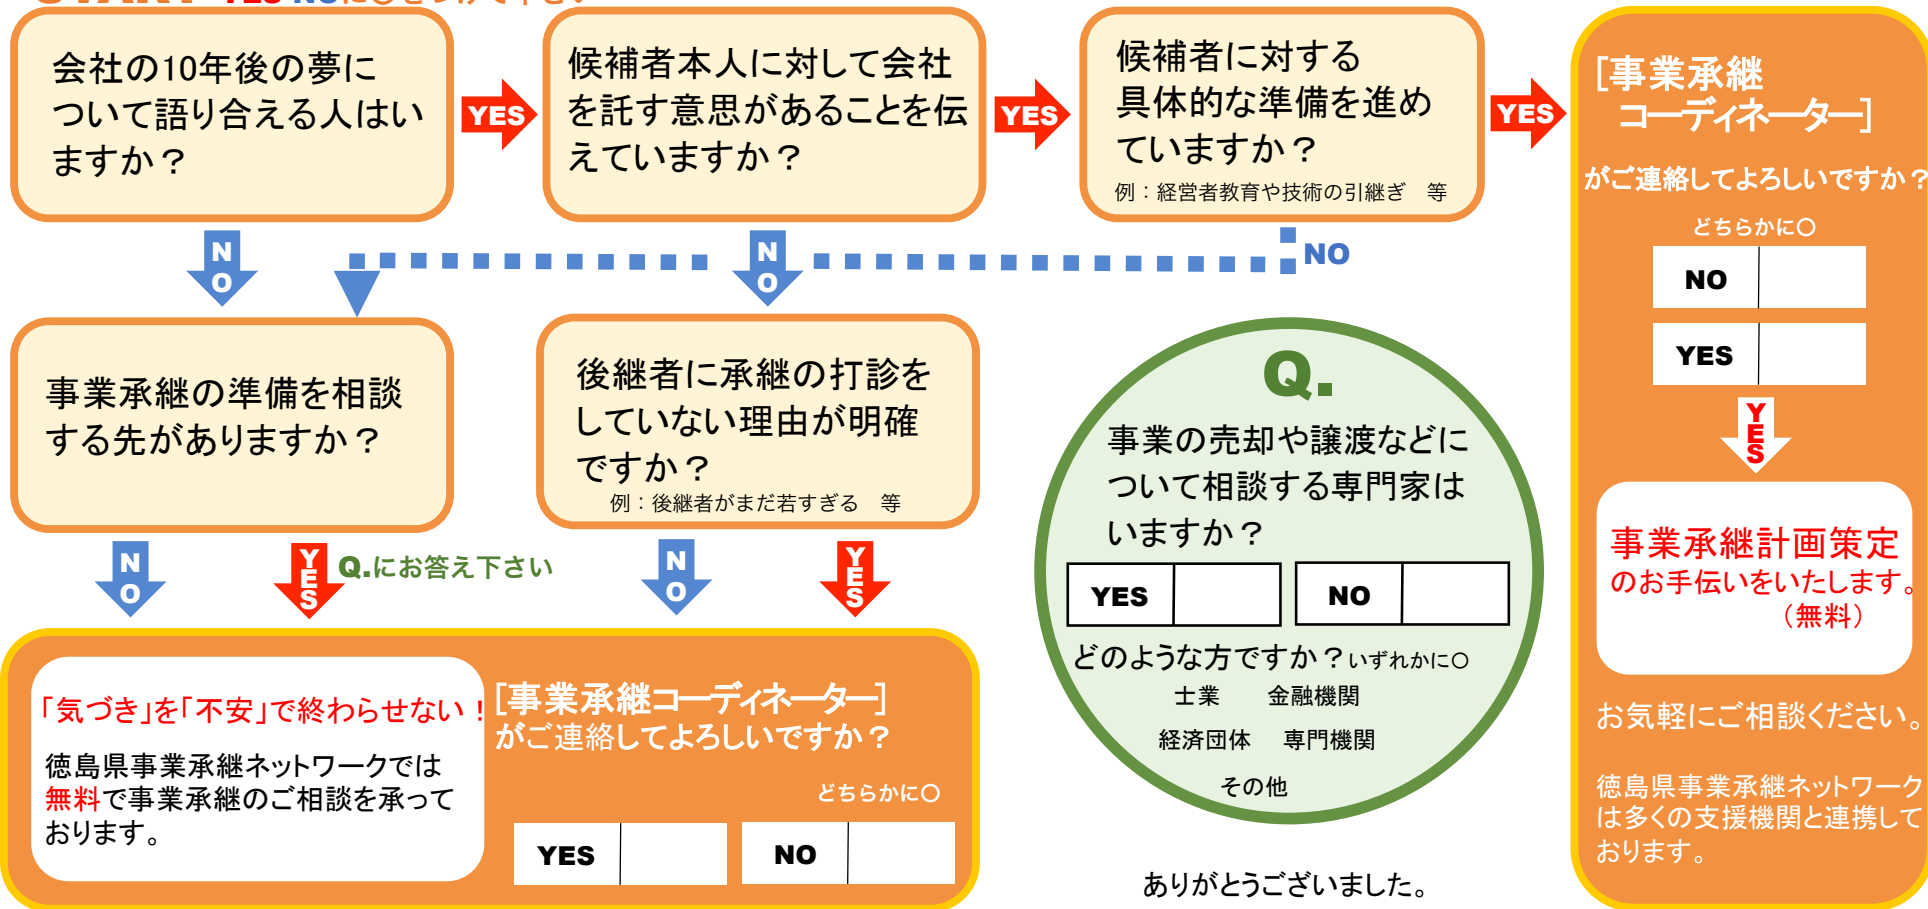 START YES NOに〇をつけて下さい
会社の10年後の夢に
ついて語り合える人はい
ますか？
YES
候補者本人に対して会社
を託す意思があることを伝
えていますか？
YES
候補者に対する
具体的な準備を進め
ていますか？
例：経営者教育や技術の引継ぎ　等
YES
NO
NO
NO
事業承継の準備を相談
する先がありますか？
後継者に承継の打診を
していない理由が明確
ですか？
例：後継者がまだ若すぎる　等
NO
YES
Q.にお答え下さい
NO
YES
「気づき」を「不安」で終わらせない！
徳島県事業承継ネットワークでは
無料で事業承継のご相談を承って
おります。
[事業承継コーディネーター]
がご連絡してよろしいですか？
どちらかに〇
YES
NO
Q.
事業の売却や譲渡などに
ついて相談する専門家は
いますか？
YES
NO
どのような方ですか？いずれかに〇
士業　金融機関
経済団体　専門機関
その他
ありがとうございました。
[事業承継
コーディネーター]
がご連絡してよろしいですか？
どちらかに〇
NO
YES
YES
事業承継計画策定
のお手伝いをいたします。
（無料）
お気軽にご相談ください。
徳島県事業承継ネットワーク
は多くの支援機関と連携して
おります。